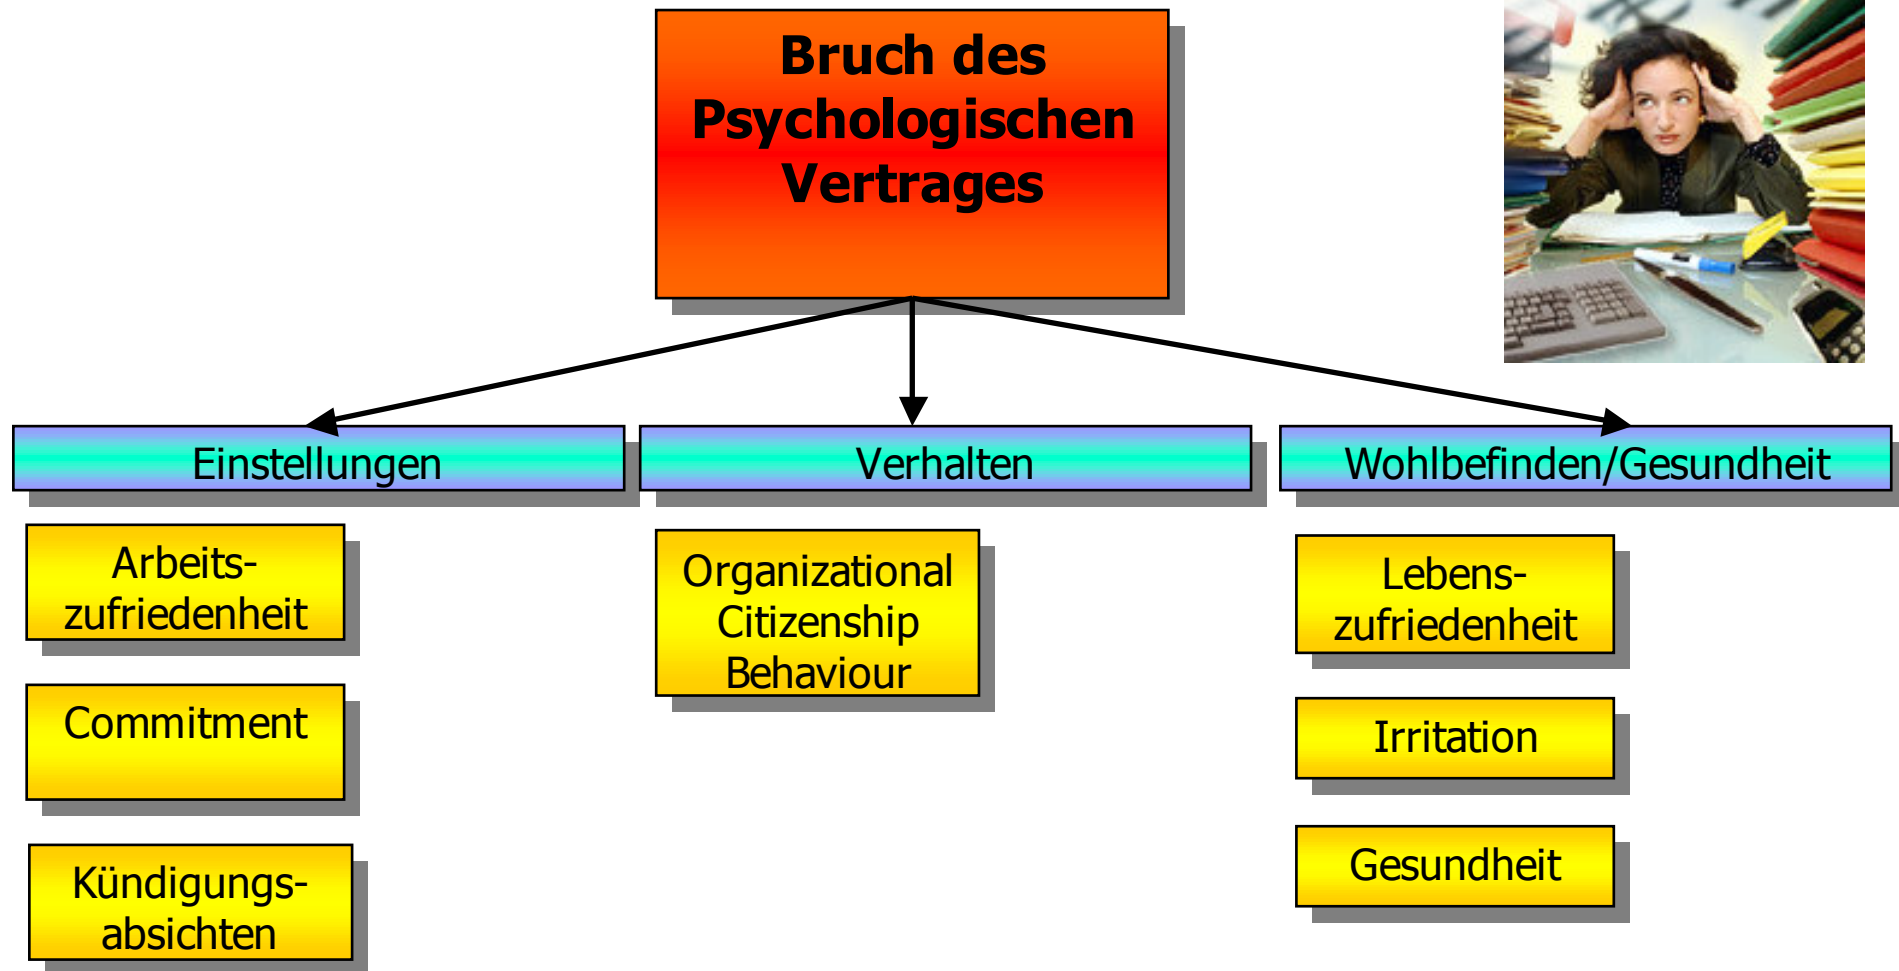 Bruch des
Psychologischen
Vertrages
Einstellungen
Arbeits-
zufriedenheit
Commitment
Kündigungs-
absichten
Verhalten
Organizational
Citizenship
Behaviour
Wohlbefinden/Gesundheit
Lebens-
zufriedenheit
Irritation
Gesundheit